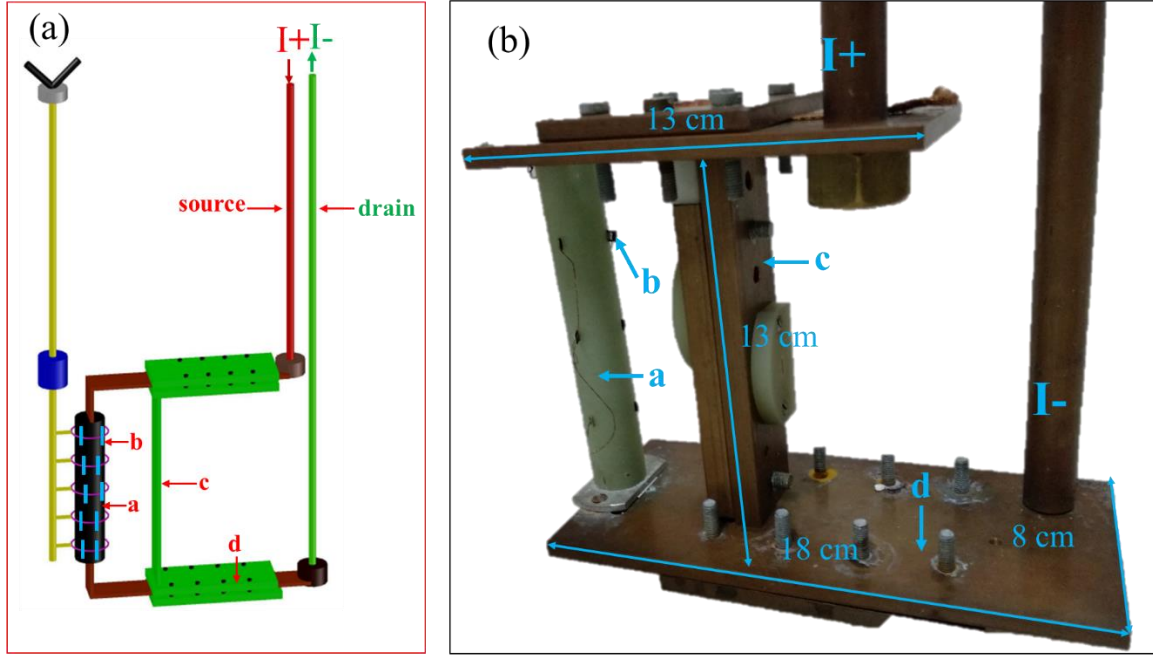 (a)
I+ I-
source
drain
b
a
c
d
(b)
I+
13 cm
b
c
13 cm
a
I-
d
18 cm
8 cm